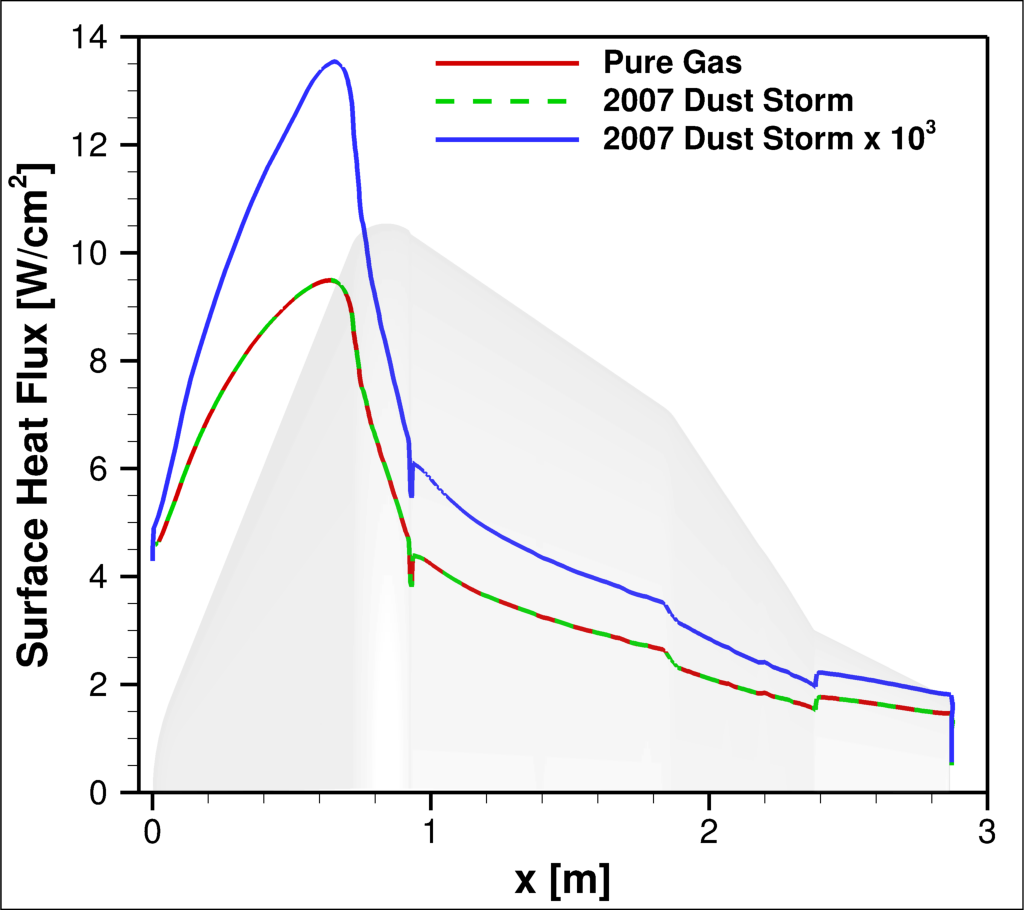 14
12
10
8
6
4
2
0
Surface Heat Flux [W/cm²]
Pure Gas
2007 Dust Storm
2007 Dust Storm x 10³
0 1 2 3
x [m]